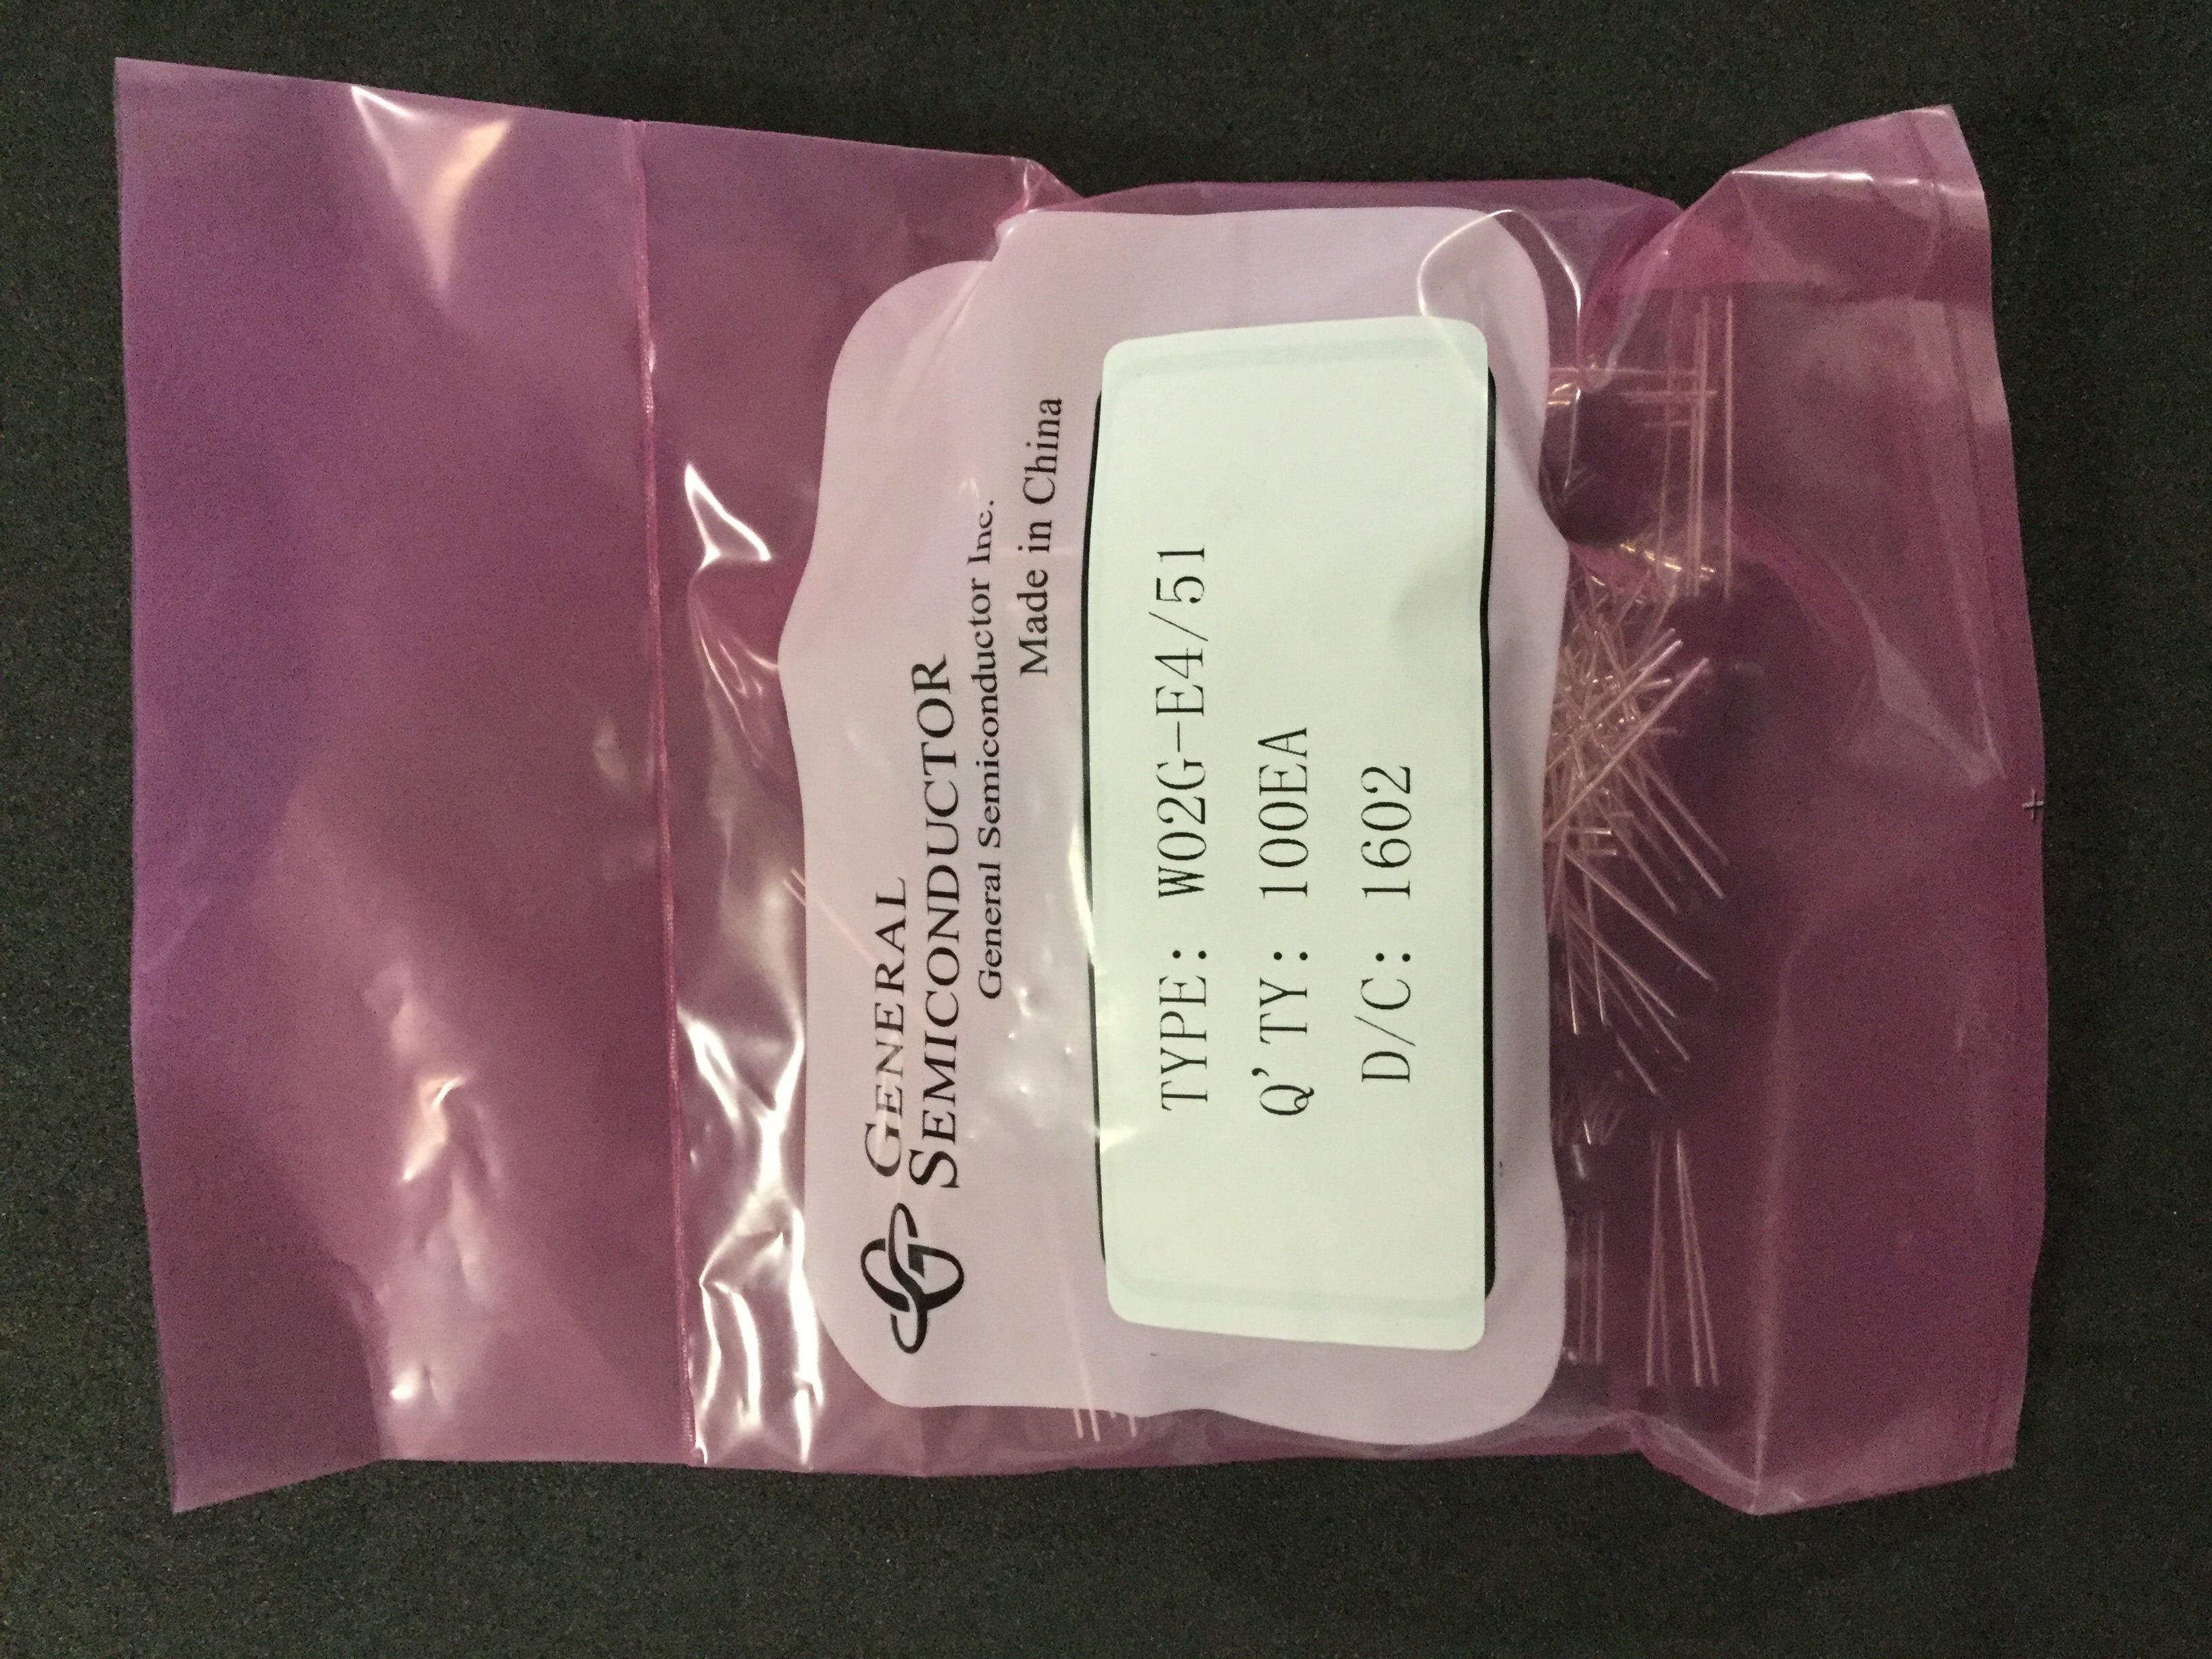 GENERAL
SEMICONDUCTOR
General Semiconductor Inc.
Made in China
TYPE: W02G-E4/51
Q'TY: 100EA
D/C: 1602